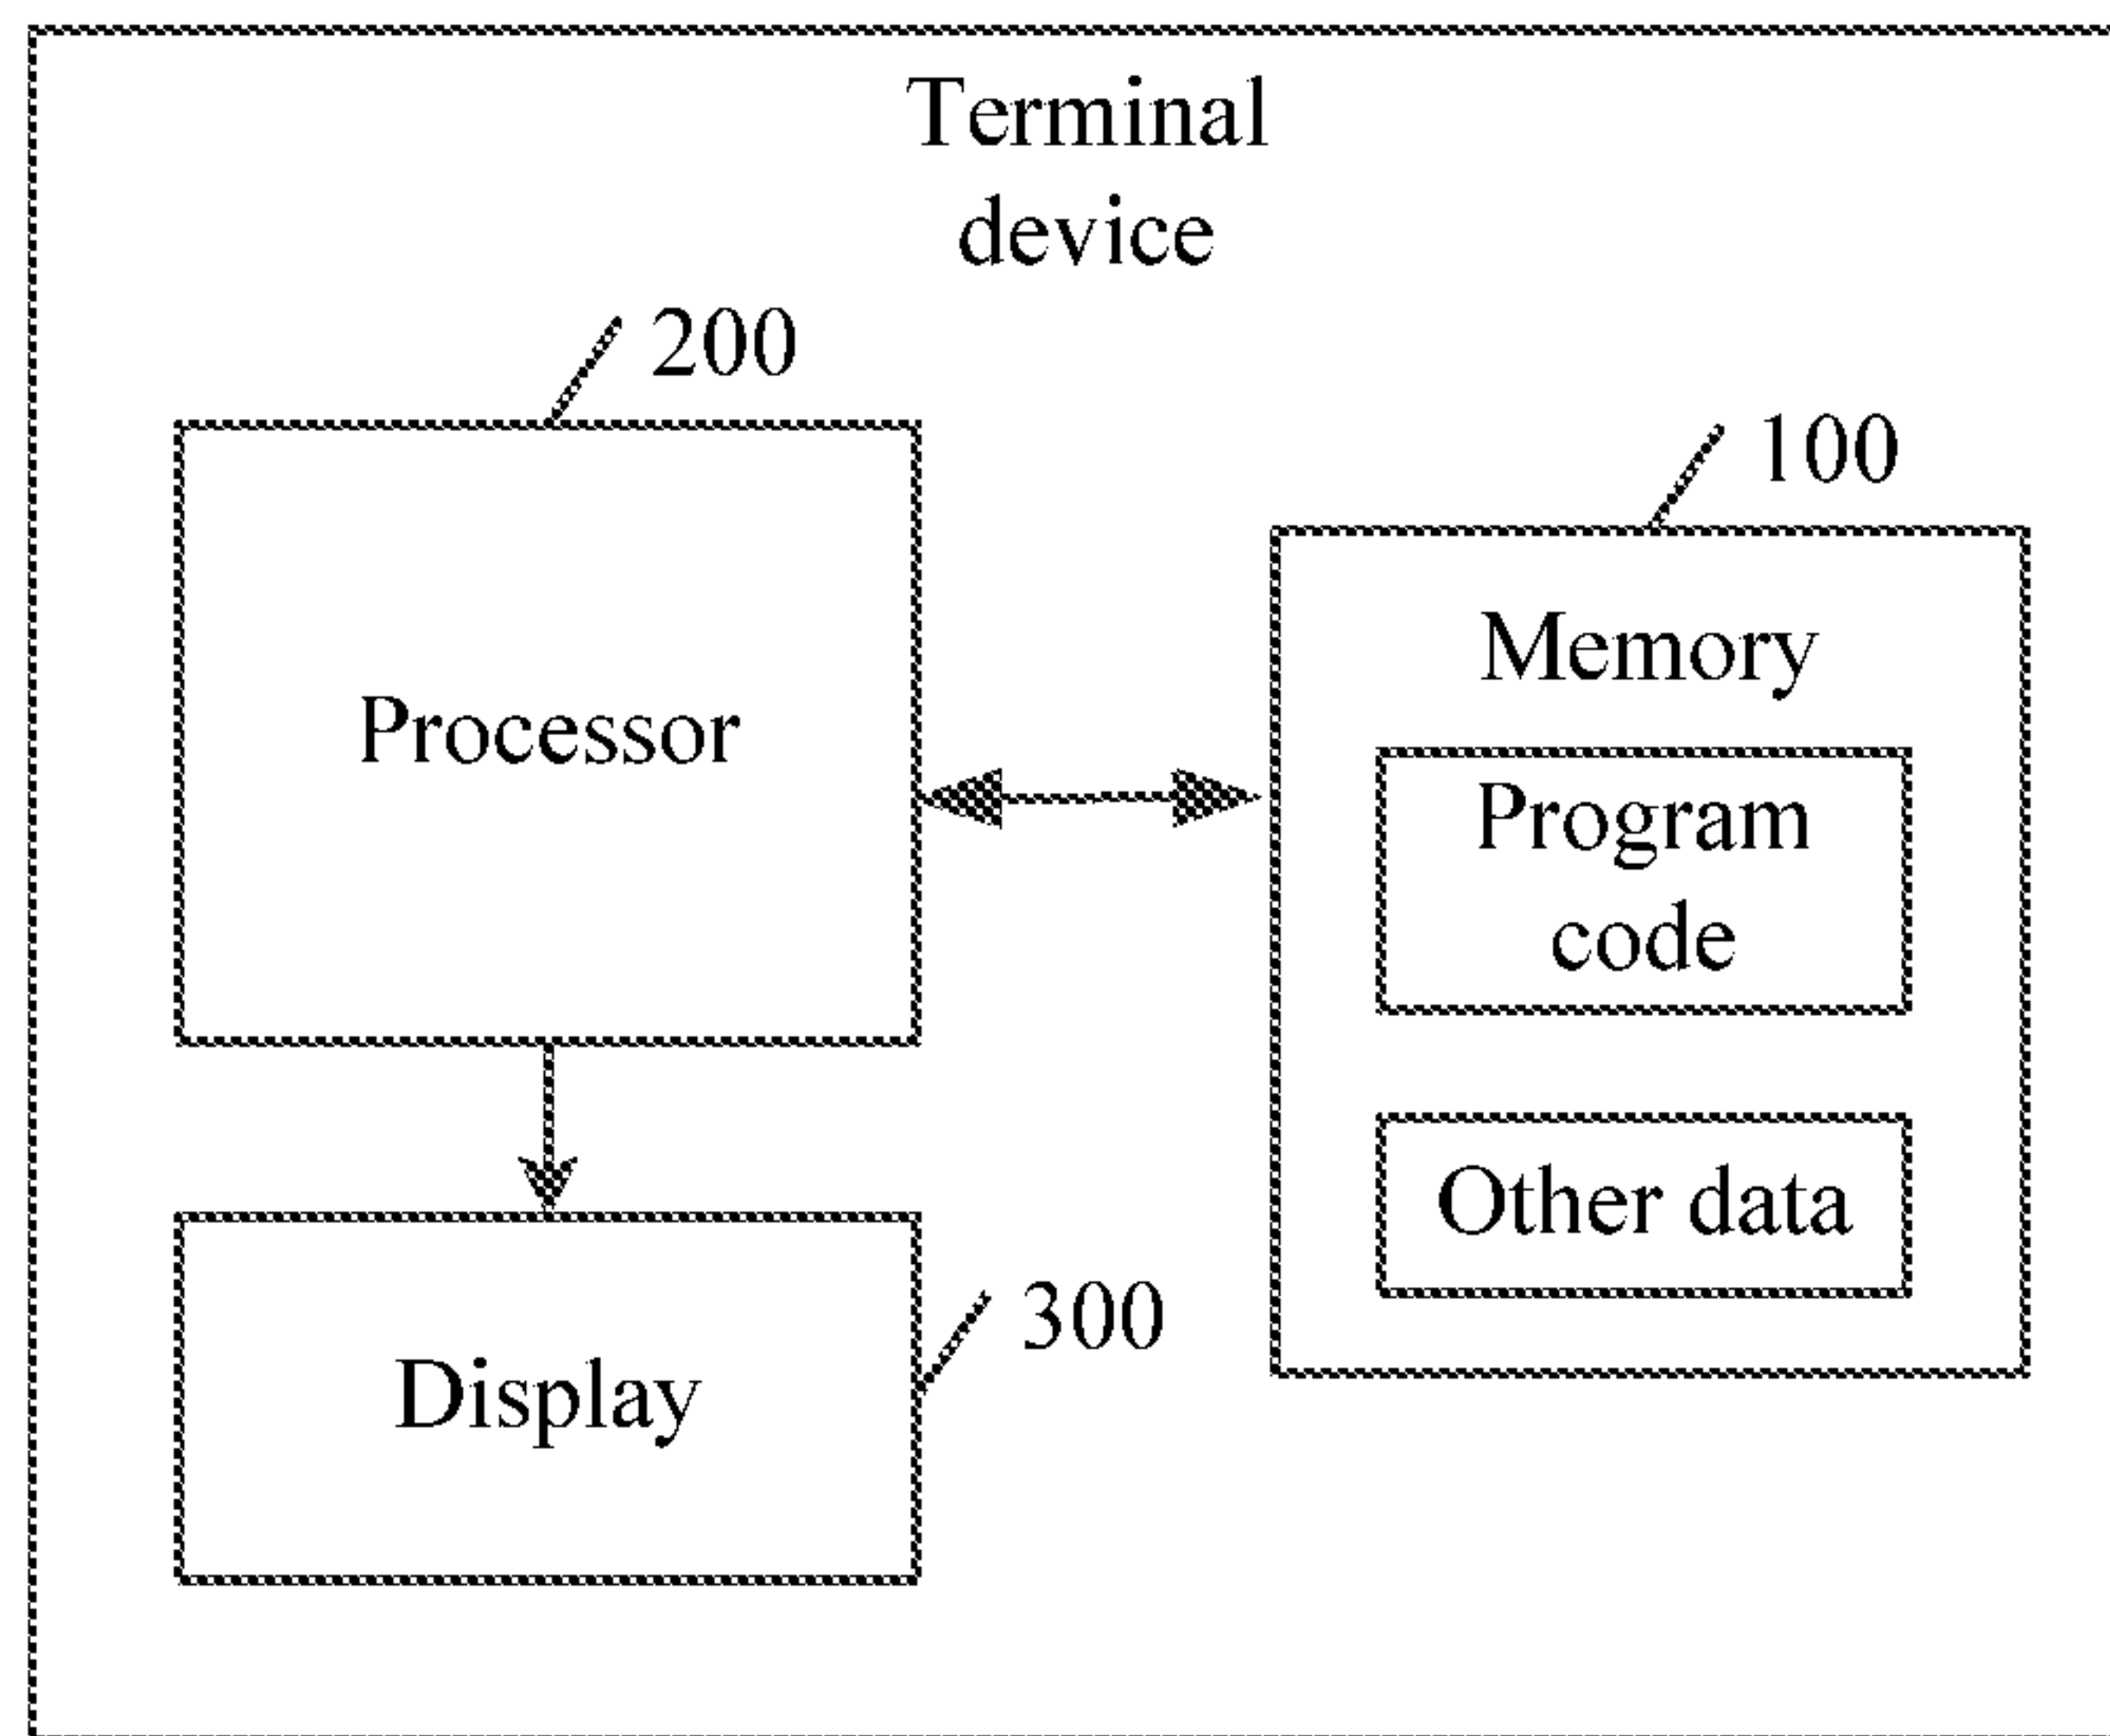 Terminal
device
200
100
Processor
Memory
Program
code
Other data
300
Display